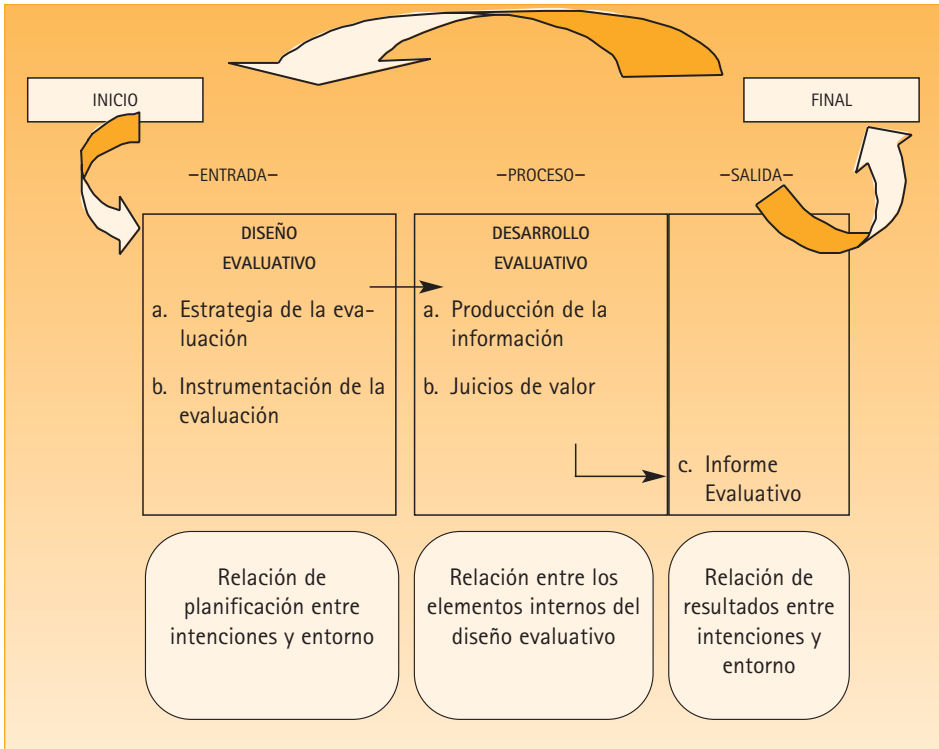 INICIO
FINAL
–ENTRADA–
–PROCESO–
–SALIDA–
DISEÑO
EVALUATIVO
a. Estrategia de la eva-
luación
b. Instrumentación de la
evaluación
DESARROLLO
EVALUATIVO
a. Producción de la
información
b. Juicios de valor
c. Informe
Evaluativo
Relación de
planificación entre
intenciones y entorno
Relación entre los
elementos internos del
diseño evaluativo
Relación de
resultados entre
intenciones y
entorno